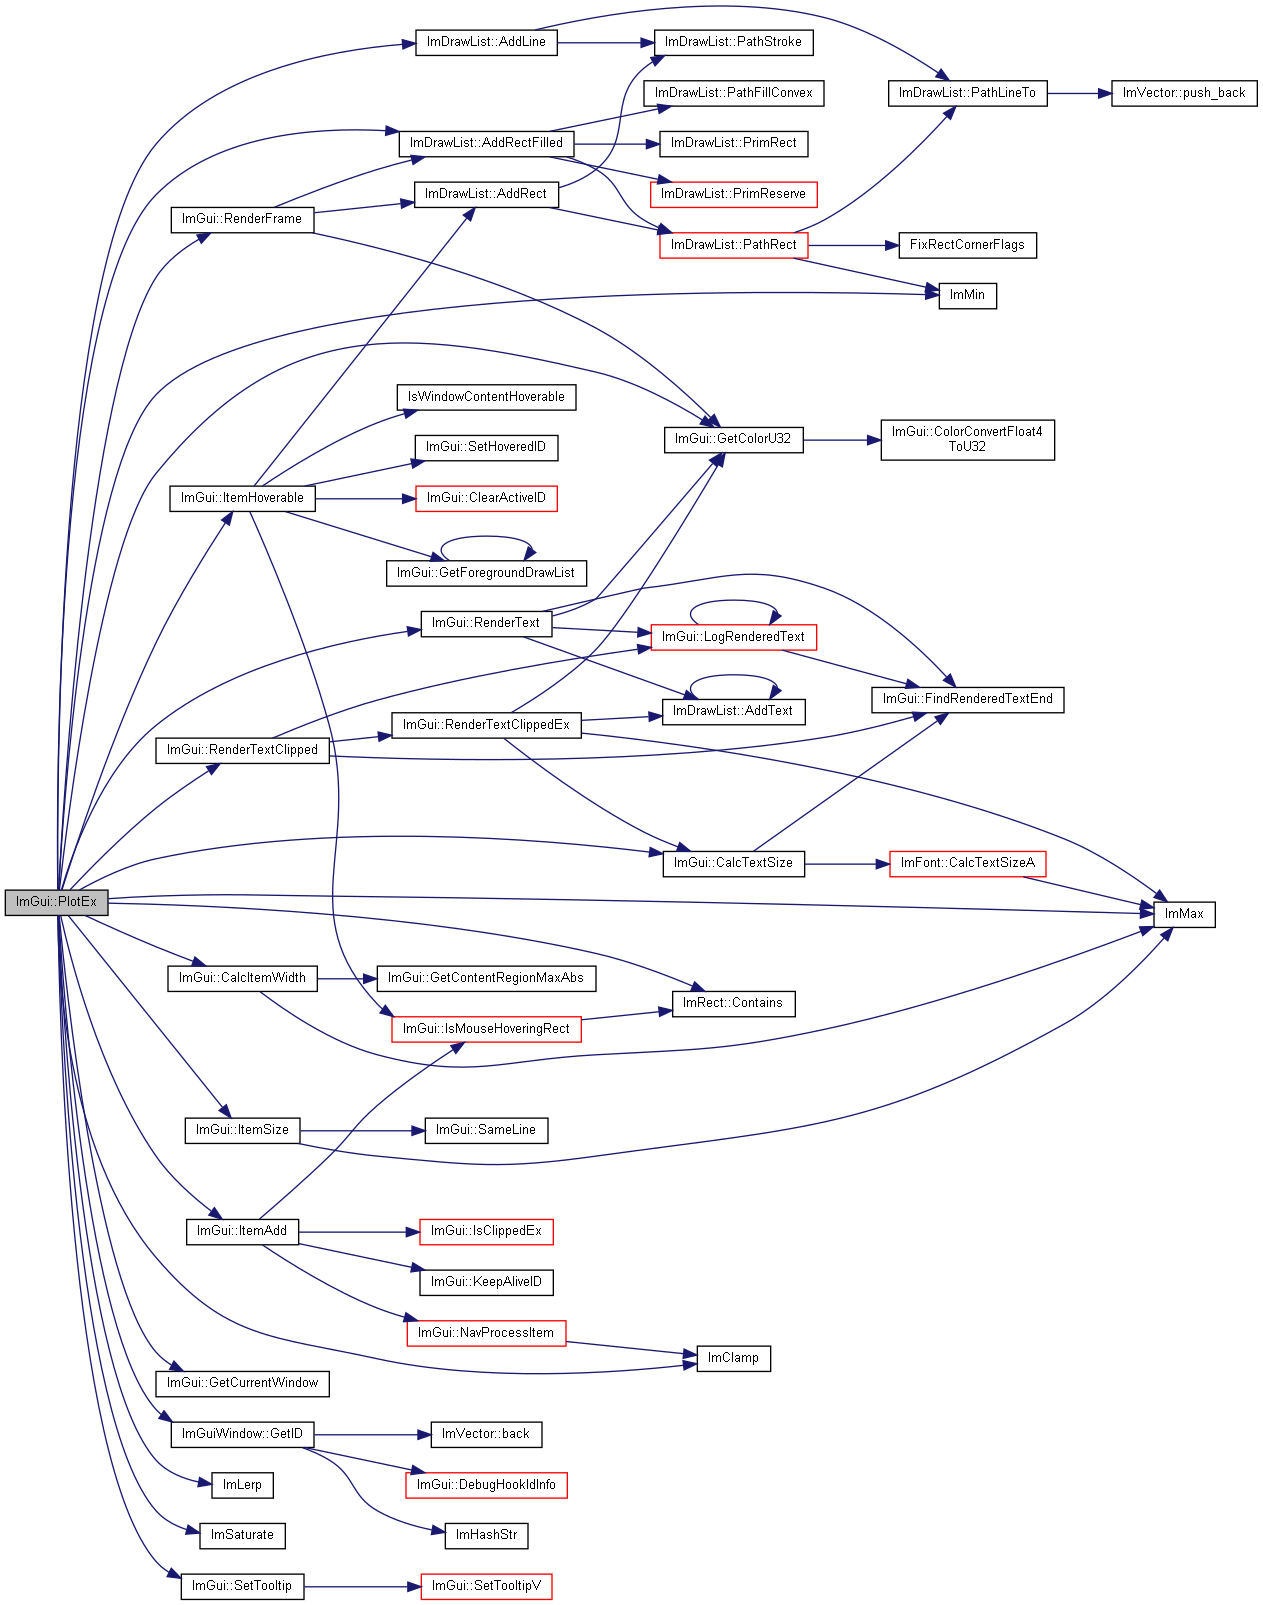 ImDrawList::AddLine
ImDrawList::PathStroke
ImDrawList::PathFillConvex
ImDrawList::PathLineTo
ImVector::push_back
ImDrawList::AddRectFilled
ImDrawList::PrimRect
ImDrawList::AddRect
ImDrawList::PrimReserve
ImGui::RenderFrame
ImDrawList::PathRect
FixRectCornerFlags
ImMin
IsWindowContentHoverable
ImGui::GetColorU32
ImGui::ColorConvertFloat4
ToU32
ImGui::SetHoveredID
ImGui::ItemHoverable
ImGui::ClearActiveID
ImGui::GetForegroundDrawList
ImGui::RenderText
ImGui::LogRenderedText
ImGui::FindRenderedTextEnd
ImDrawList::AddText
ImGui::RenderTextClippedEx
ImGui::RenderTextClipped
ImGui::CalcTextSize
ImFont::CalcTextSizeA
ImGui::PlotEx
ImMax
ImGui::CalcItemWidth
ImGui::GetContentRegionMaxAbs
ImRect::Contains
ImGui::IsMouseHoveringRect
ImGui::ItemSize
ImGui::SameLine
ImGui::ItemAdd
ImGui::IsClippedEx
ImGui::KeepAliveID
ImGui::NavProcessItem
ImClamp
ImGui::GetCurrentWindow
ImGuiWindow::GetID
ImVector::back
ImLerp
ImGui::DebugHookIdInfo
ImSaturate
ImHashStr
ImGui::SetTooltip
ImGui::SetTooltipV